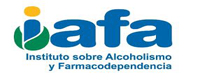 iafa
Instituto sobre Alcoholismo
y Farmacodependencia